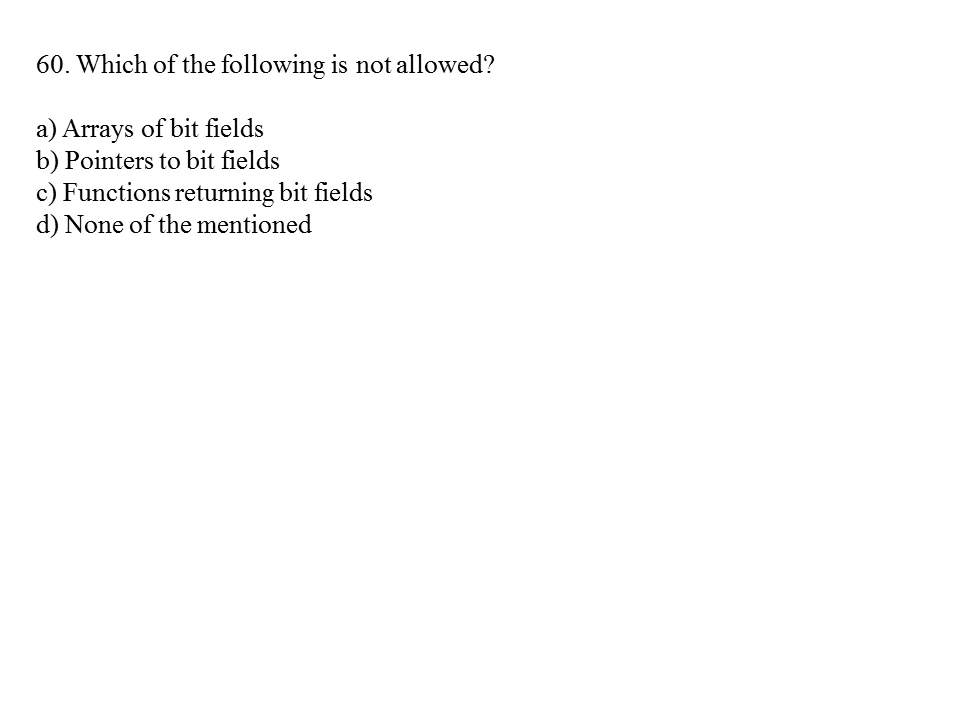 60. Which of the following is not allowed?
a) Arrays of bit fields
b) Pointers to bit fields
c) Functions returning bit fields
d) None of the mentioned